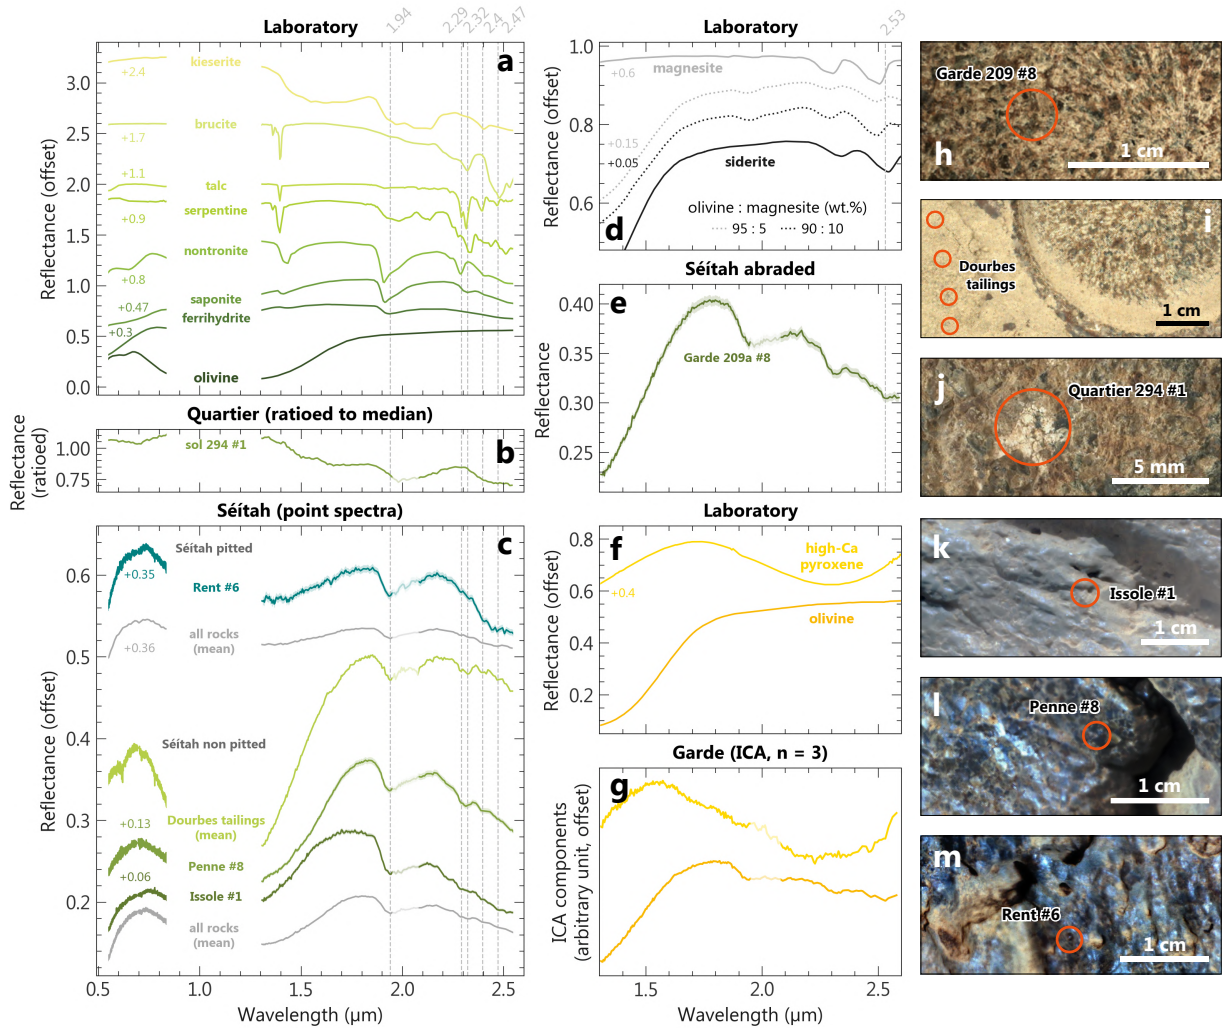 Laboratory
1.94
2.29
2.32
2.4
2.47
a
Reflectance (offset)
3.0
2.5
2.0
1.5
1.0
0.5
0.0
kieserite
+2.4
brucite
+1.7
+1.1
talc
serpentine
+0.9
nontronite
+0.8
saponite
+0.47
ferrihydrite
+0.3
olivine
Quartier (ratioed to median)
b
Reflectance
(ratioed)
1.00
0.75
sol 294 #1
Séítah (point spectra)
c
Reflectance (offset)
Reflectance (offset)
0.6
0.5
0.4
0.3
0.2
Séítah pitted
+0.35
Rent #6
all rocks
(mean)
+0.36
Séítah non pitted
+0.13
Dourbes tailings
(mean)
Penne #8
+0.06
Issole #1
all rocks
(mean)
0.5
1.0
1.5
2.0
2.5
Wavelength (μm)
Laboratory
2.53
d
Reflectance (offset)
1.0
0.8
0.6
+0.6
magnesite
+0.15
+0.05
siderite
olivine : magnesite (wt.%)
95 : 5
90 : 10
Séítah abraded
e
Reflectance
0.40
0.35
0.30
0.25
Garde 209a #8
Laboratory
f
Reflectance (offset)
0.8
0.6
0.4
0.2
high-Ca
pyroxene
+0.4
olivine
Garde (ICA, n = 3)
g
ICA components
(arbitrary unit, offset)
1.5
2.0
2.5
Wavelength (μm)
Garde 209 #8
h
1 cm
i
Dourbes
tailings
1 cm
j
Quartier 294 #1
5 mm
k
Issole #1
1 cm
l
Penne #8
1 cm
m
Rent #6
1 cm